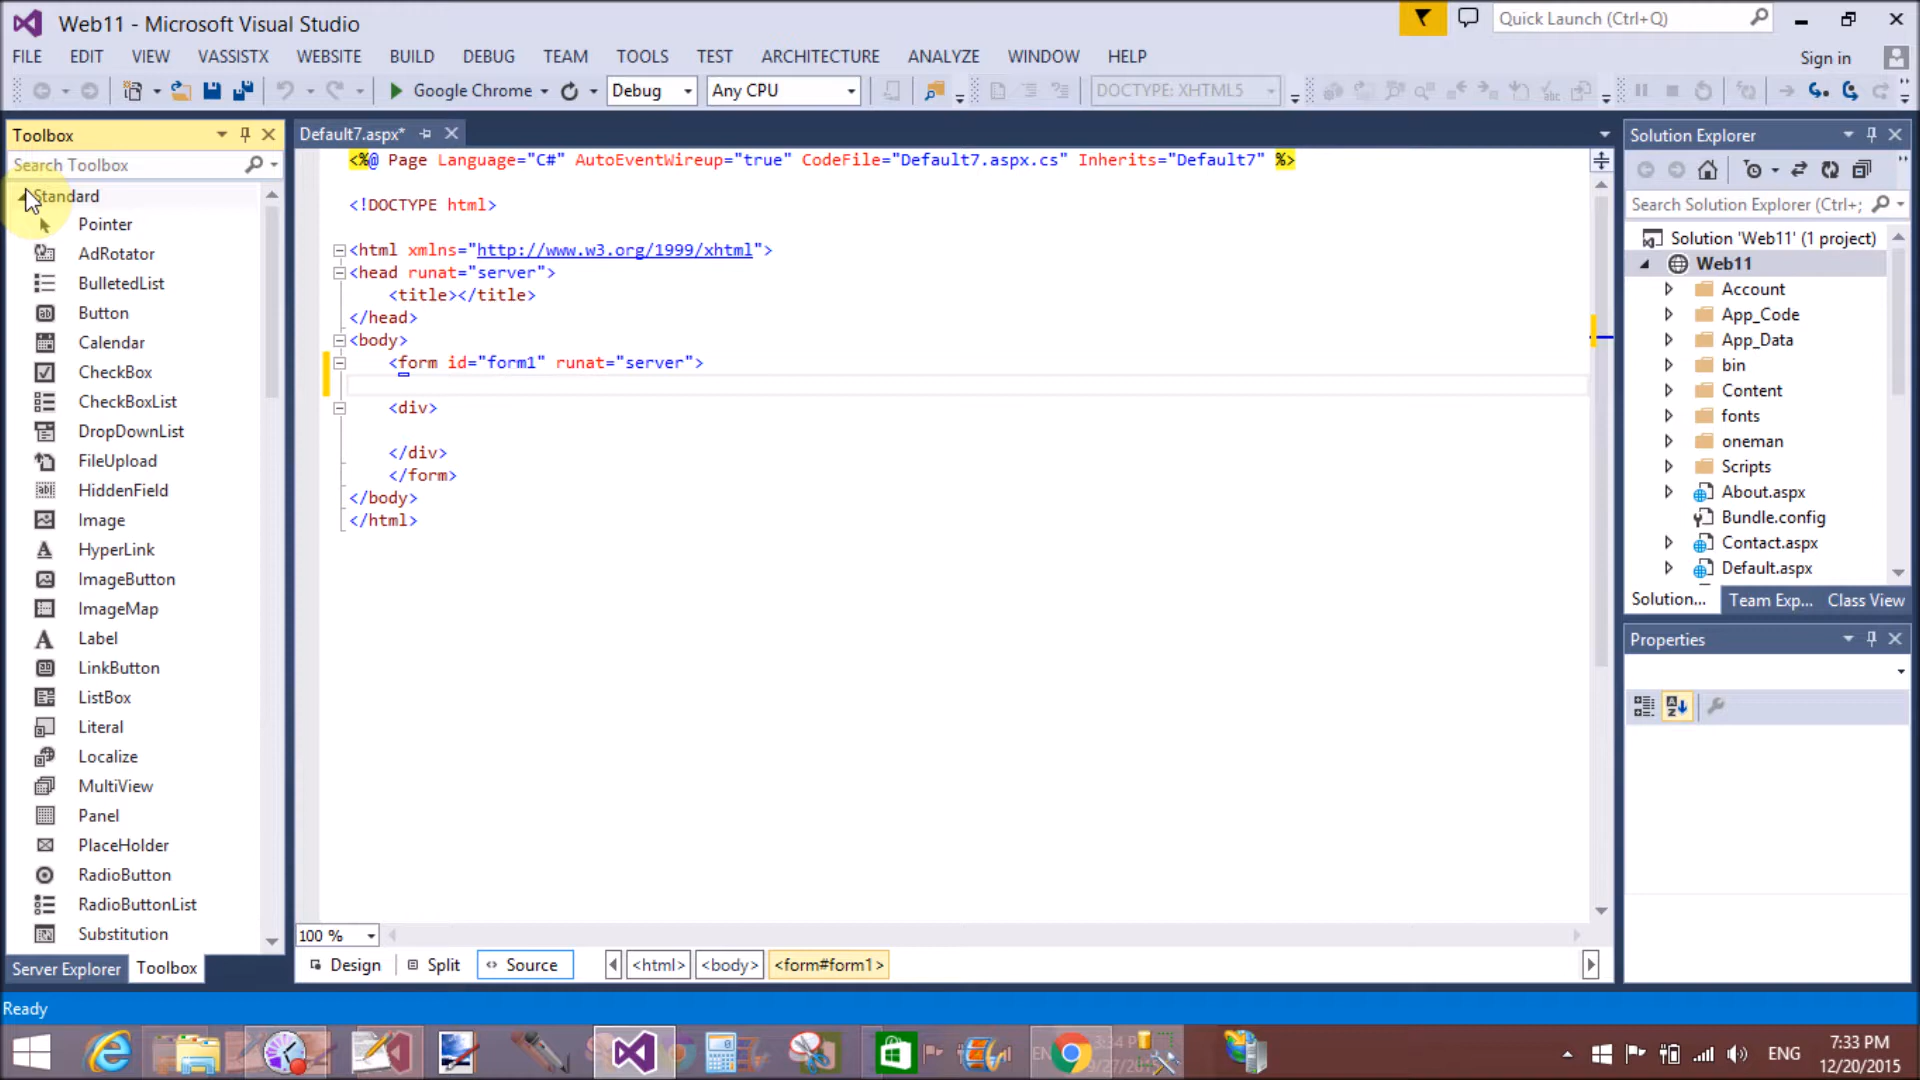 Web11 - Microsoft Visual Studio
Quick Launch (Ctrl+Q)
FILE EDIT VIEW VASSISTX WEBSITE BUILD DEBUG TEAM TOOLS TEST ARCHITECTURE ANALYZE WINDOW HELP
Sign in
Google Chrome Debug Any CPU DOCTYPE: XHTML5
Toolbox
Search Toolbox
Standard
Pointer
AdRotator
BulletedList
Button
Calendar
CheckBox
CheckBoxList
DropDownList
FileUpload
HiddenField
Image
HyperLink
ImageButton
ImageMap
Label
LinkButton
ListBox
Literal
Localize
MultiView
Panel
PlaceHolder
RadioButton
RadioButtonList
Substitution
Server Explorer Toolbox
Default7.aspx*
<%@ Page Language="C#" AutoEventWireup="true" CodeFile="Default7.aspx.cs" Inherits="Default7" %>
<!DOCTYPE html>
<html xmlns="http://www.w3.org/1999/xhtml">
<head runat="server">
<title></title>
</head>
<body>
<form id="form1" runat="server">
<div>
</div>
</form>
</body>
</html>
100 %
Design Split Source <html> <body> <form#form1>
Solution Explorer
Search Solution Explorer (Ctrl+;
Solution 'Web11' (1 project)
Web11
Account
App_Code
App_Data
bin
Content
fonts
oneman
Scripts
About.aspx
Bundle.config
Contact.aspx
Default.aspx
Solution... Team Exp... Class View
Properties
Ready
ENG
7:33 PM
12/20/2015